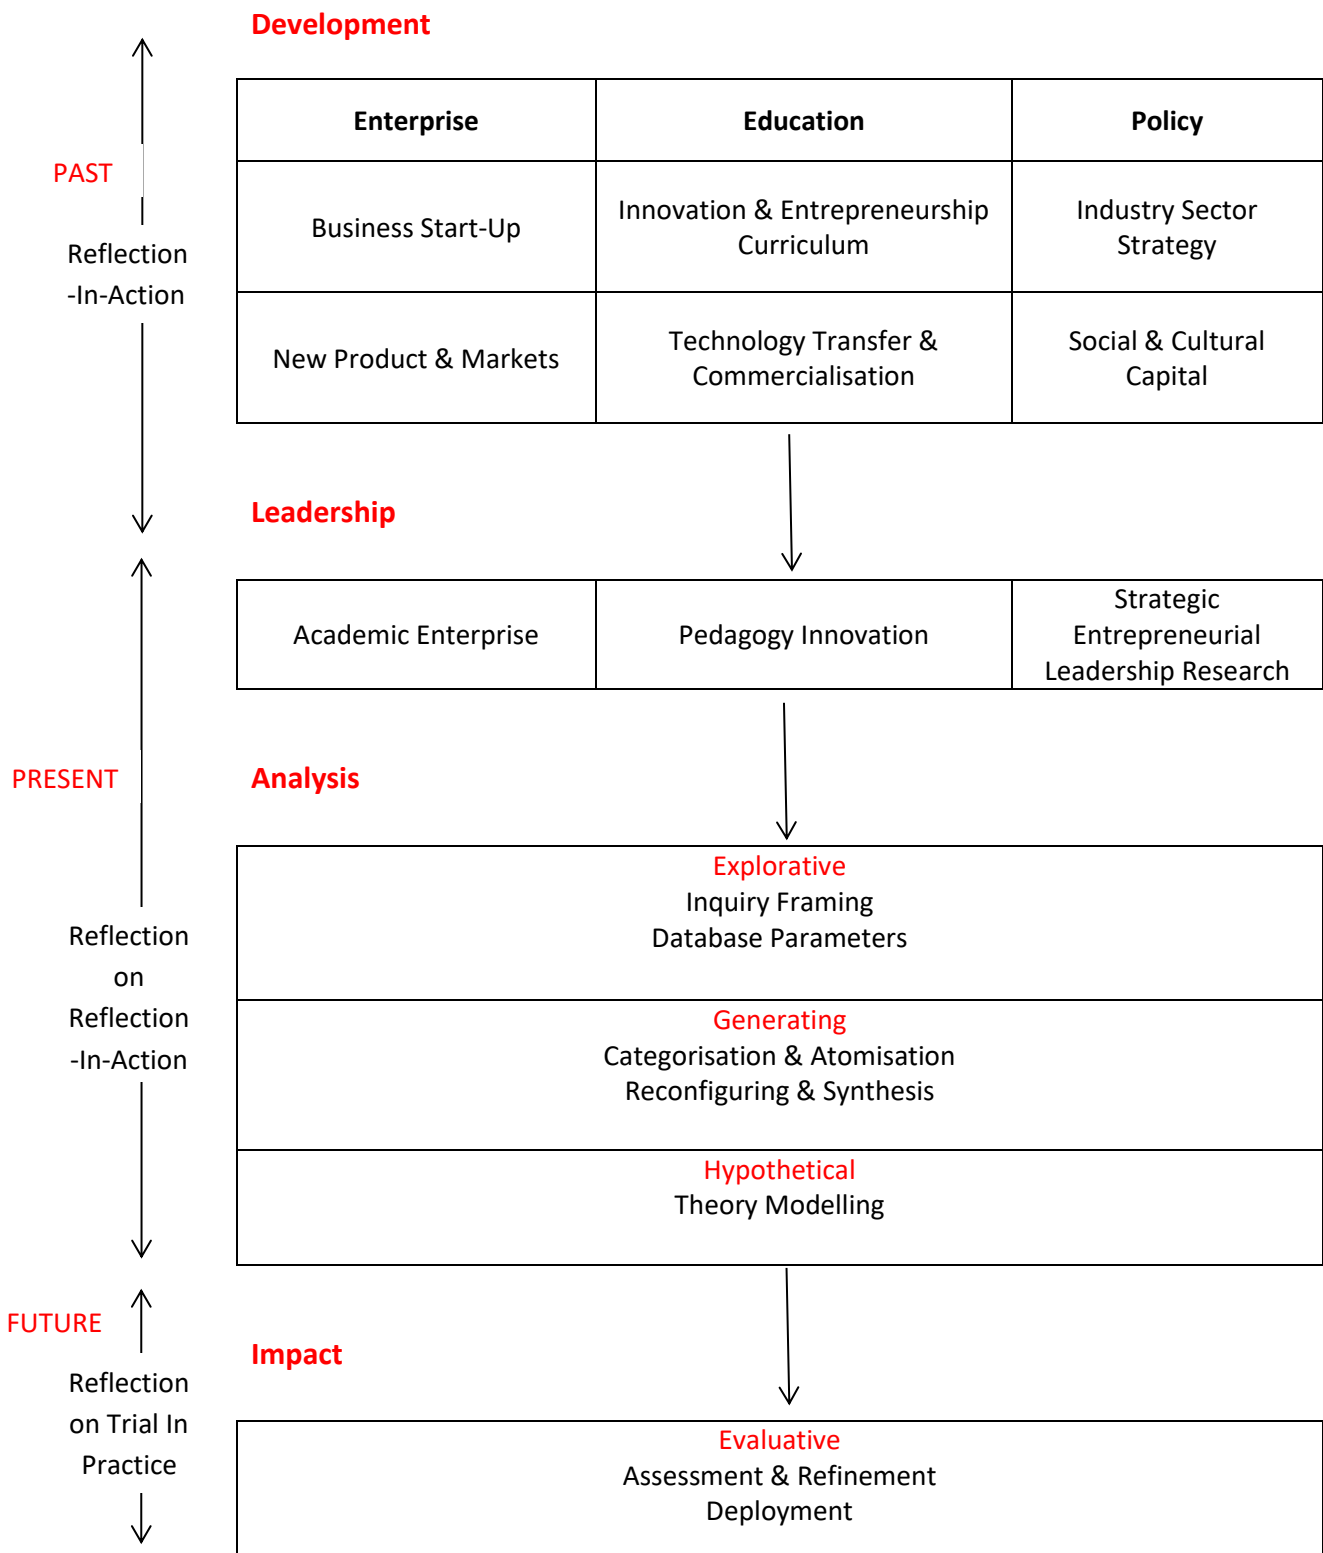 Development
Enterprise
Education
Policy
PAST
Business Start-Up
Innovation & Entrepreneurship
Curriculum
Industry Sector
Strategy
Reflection
-In-Action
New Product & Markets
Technology Transfer &
Commercialisation
Social & Cultural
Capital
Leadership
Academic Enterprise
Pedagogy Innovation
Strategic
Entrepreneurial
Leadership Research
PRESENT
Analysis
Explorative
Inquiry Framing
Database Parameters
Reflection
on
Reflection
-In-Action
Generating
Categorisation & Atomisation
Reconfiguring & Synthesis
Hypothetical
Theory Modelling
FUTURE
Impact
Reflection
on Trial In
Practice
Evaluative
Assessment & Refinement
Deployment